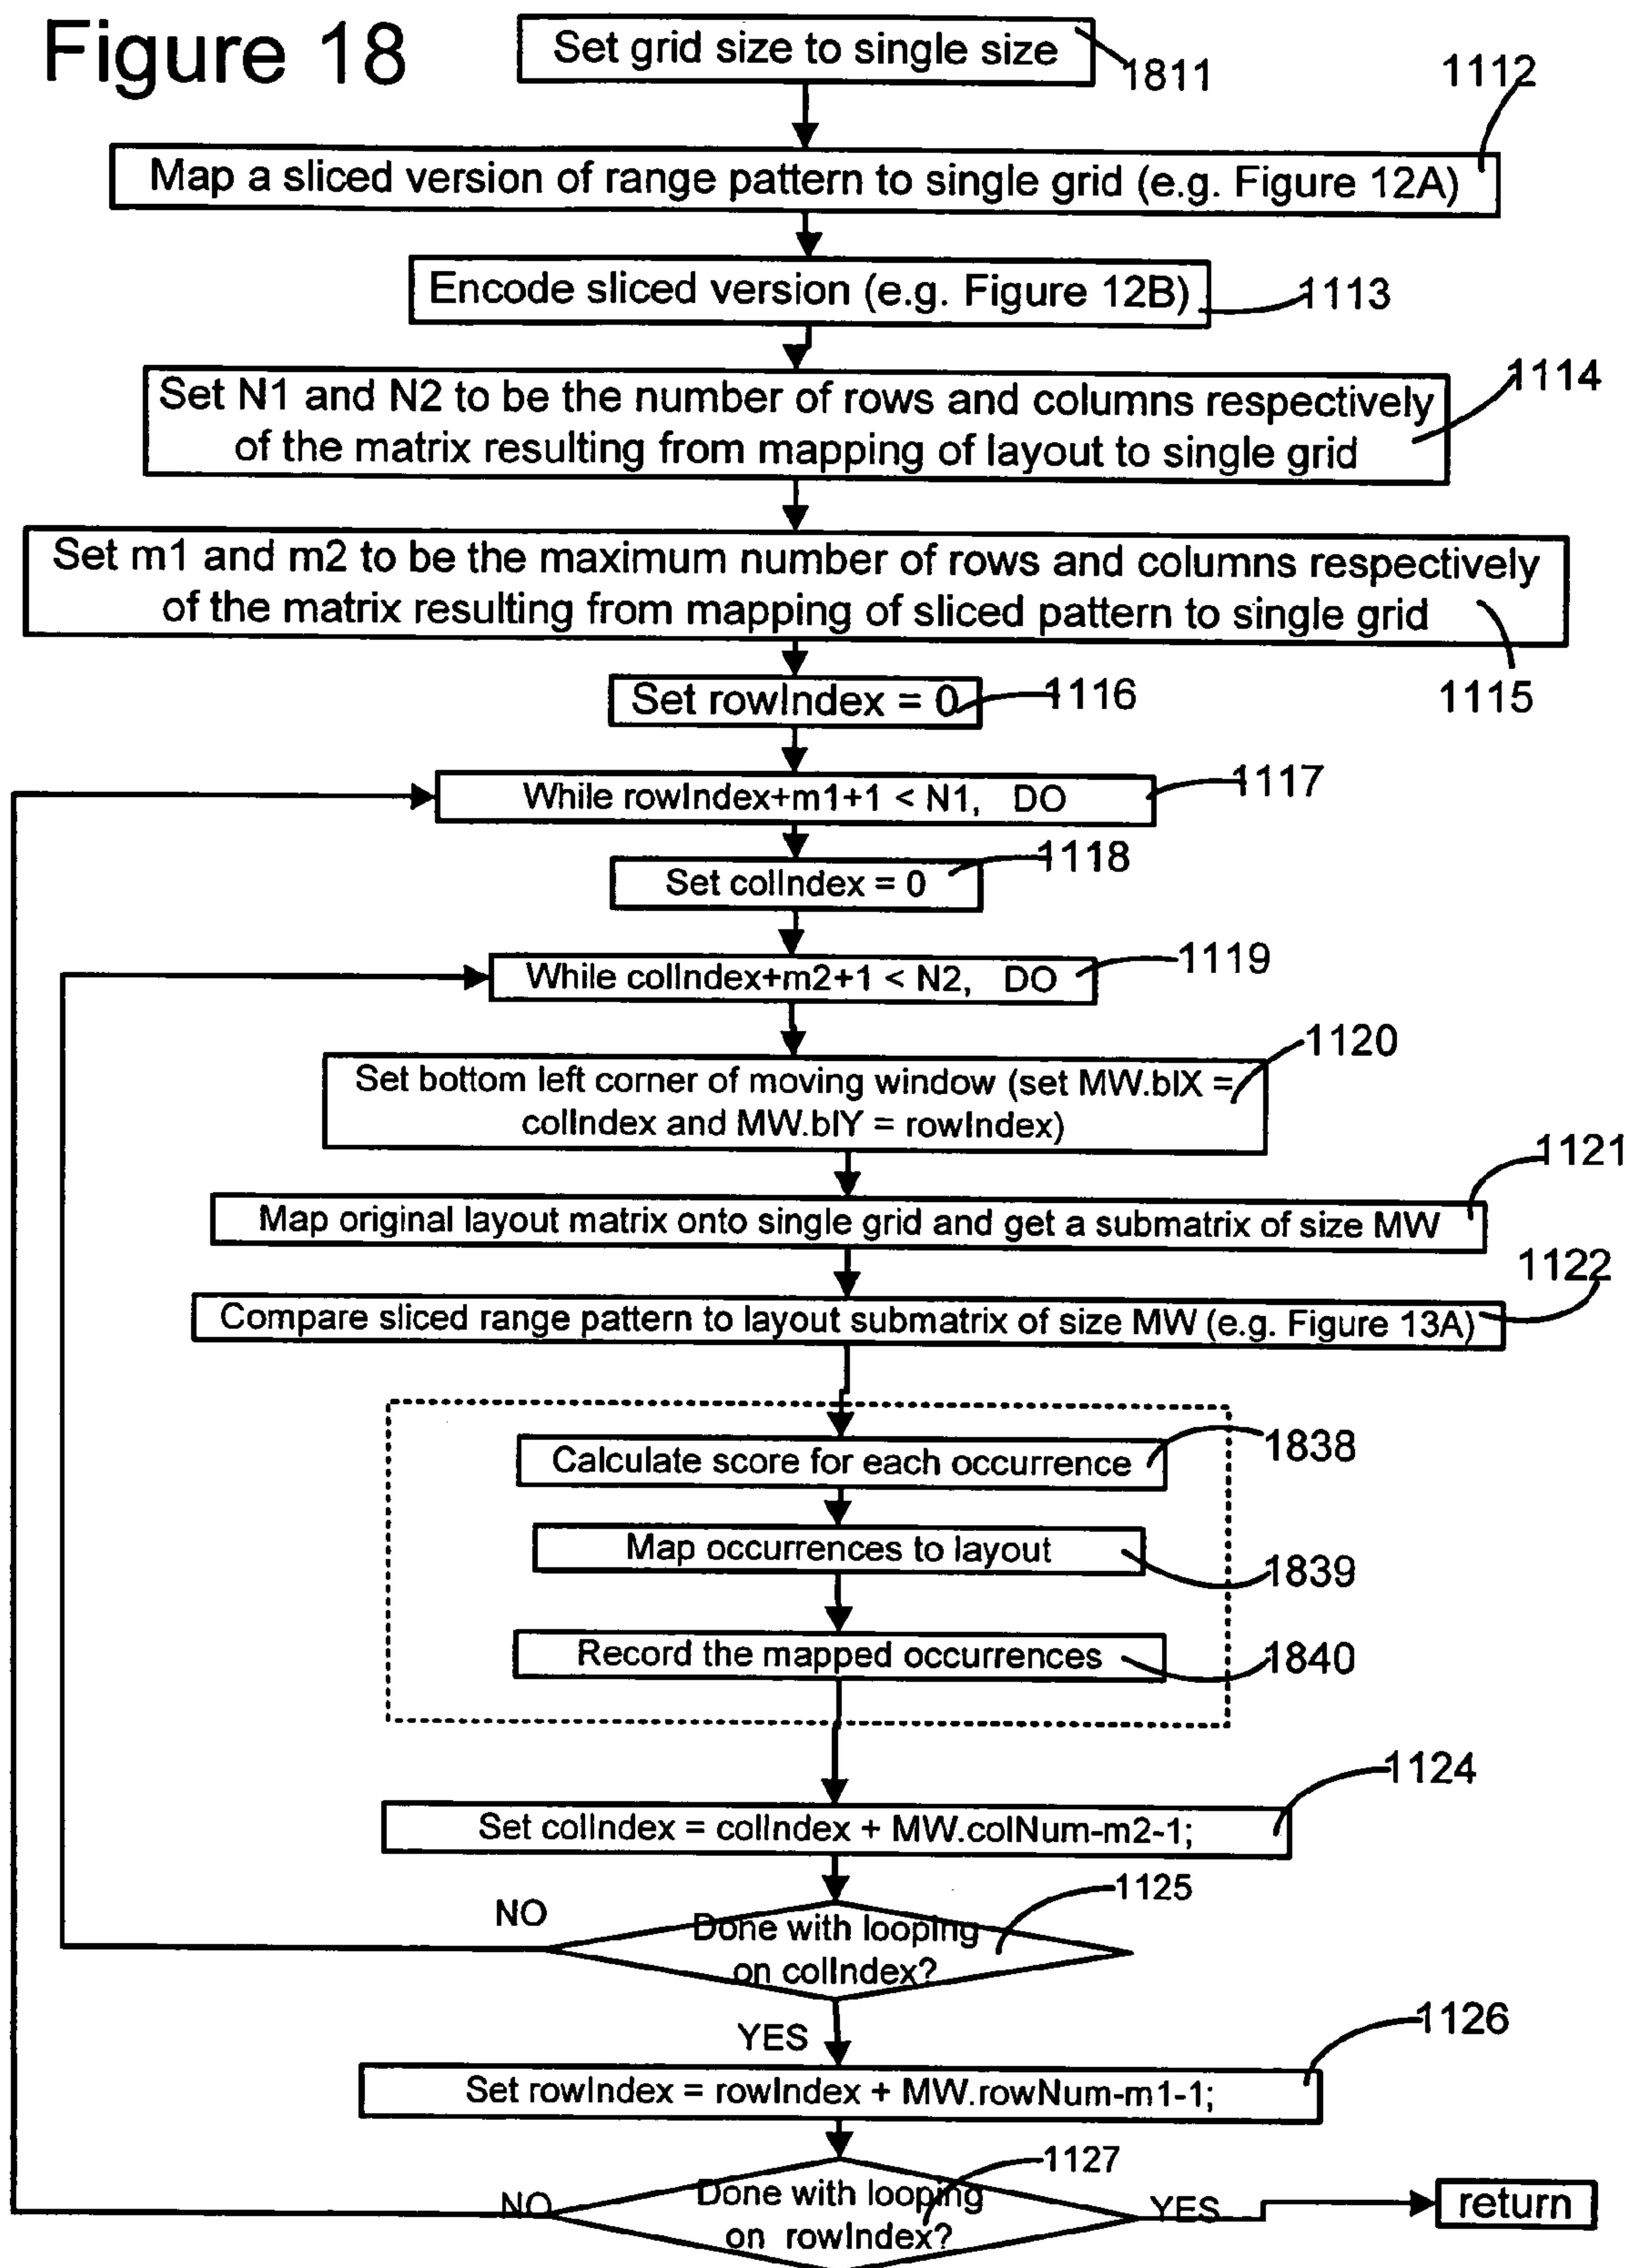 Figure 18
Set grid size to single size
1811
1112
Map a sliced version of range pattern to single grid (e.g. Figure 12A)
Encode sliced version (e.g. Figure 12B)
1113
1114
Set N1 and N2 to be the number of rows and columns respectively
of the matrix resulting from mapping of layout to single grid
Set m1 and m2 to be the maximum number of rows and columns respectively
of the matrix resulting from mapping of sliced pattern to single grid
1115
Set rowIndex = 0
1116
While rowIndex+m1+1 < N1, DO
1117
1118
Set colIndex = 0
While colIndex+m2+1 < N2, DO
1119
1120
Set bottom left corner of moving window (set MW.blX =
colIndex and MW.blY = rowIndex)
1121
Map original layout matrix onto single grid and get a submatrix of size MW
1122
Compare sliced range pattern to layout submatrix of size MW (e.g. Figure 13A)
Calculate score for each occurrence
1838
Map occurrences to layout
1839
Record the mapped occurrences
1840
1124
Set colIndex = colIndex + MW.colNum-m2-1;
1125
NO
Done with looping
on colIndex?
YES
1126
Set rowIndex = rowIndex + MW.rowNum-m1-1;
1127
NO
Done with looping
on rowIndex?
YES
return